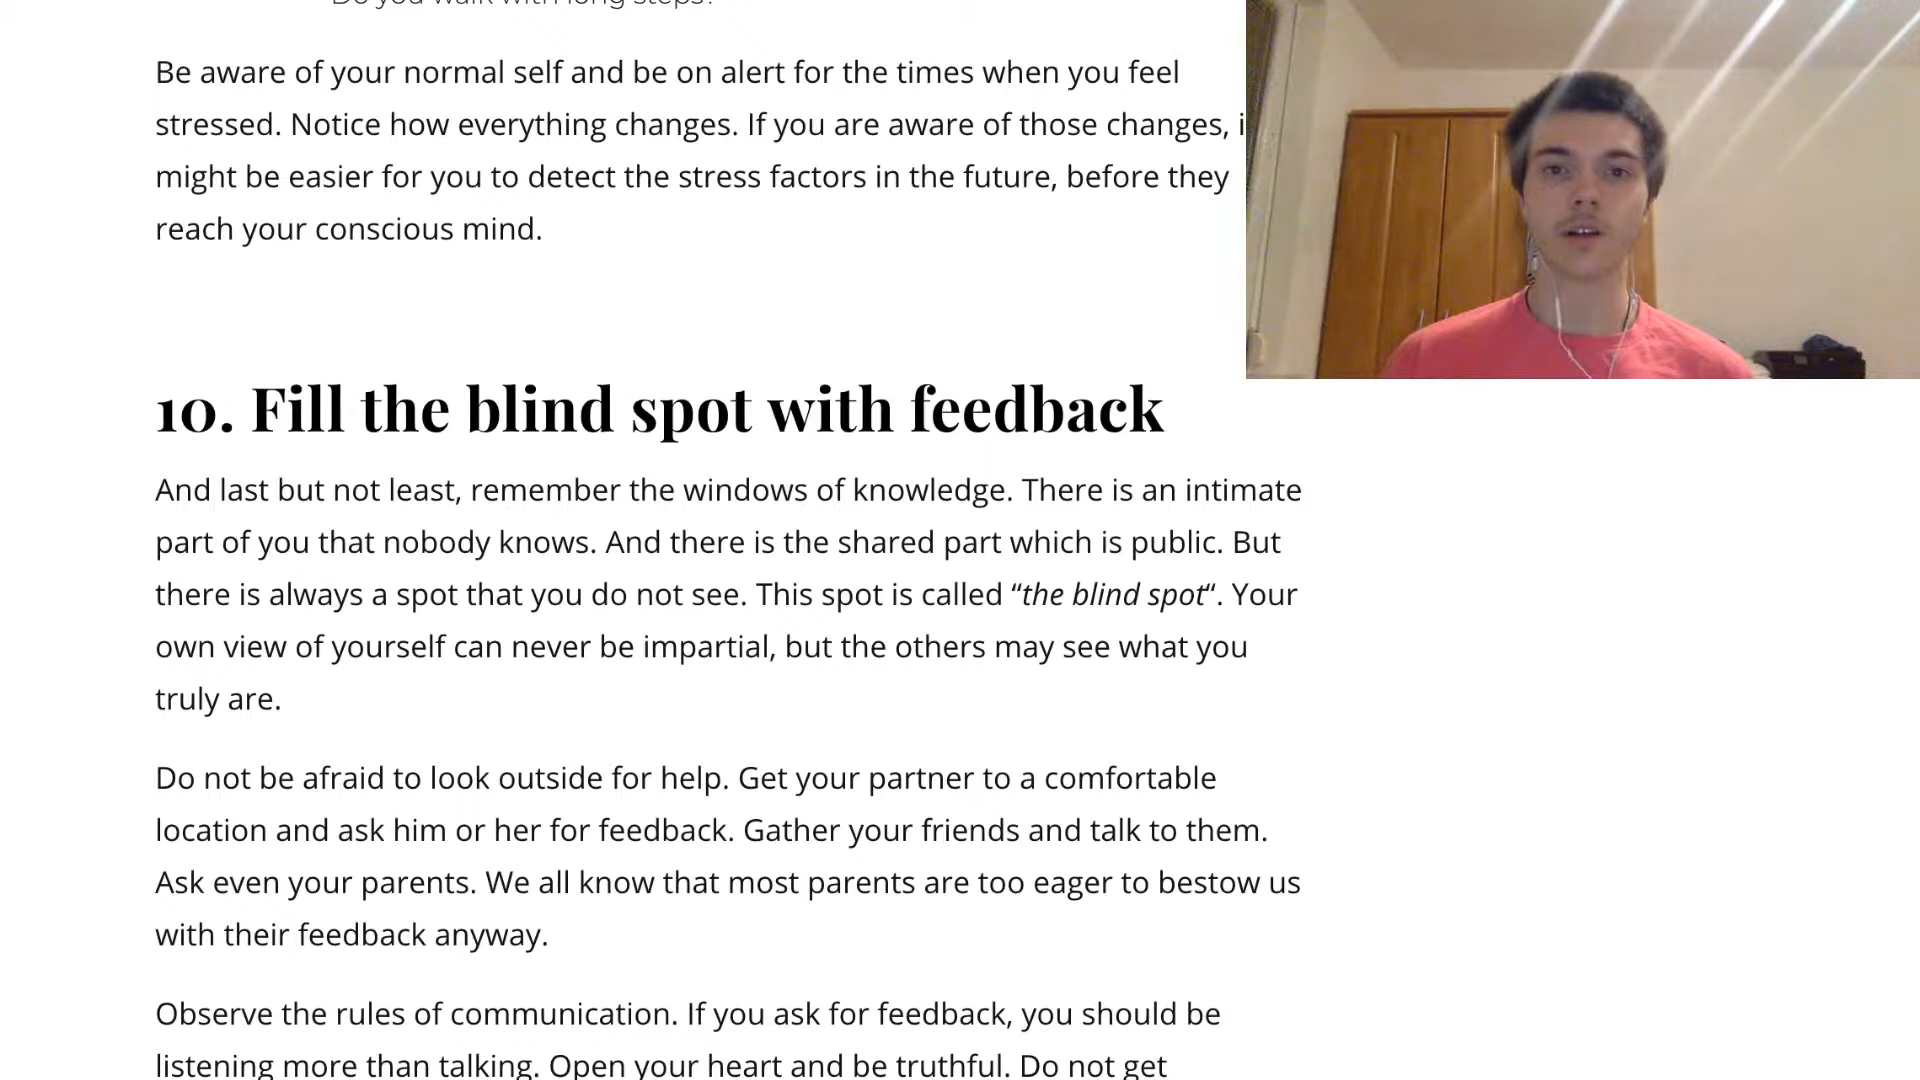 Do you walk with long steps?
Be aware of your normal self and be on alert for the times when you feel
stressed. Notice how everything changes. If you are aware of those changes, i
might be easier for you to detect the stress factors in the future, before they
reach your conscious mind.
10. Fill the blind spot with feedback
And last but not least, remember the windows of knowledge. There is an intimate
part of you that nobody knows. And there is the shared part which is public. But
there is always a spot that you do not see. This spot is called “the blind spot“. Your
own view of yourself can never be impartial, but the others may see what you
truly are.
Do not be afraid to look outside for help. Get your partner to a comfortable
location and ask him or her for feedback. Gather your friends and talk to them.
Ask even your parents. We all know that most parents are too eager to bestow us
with their feedback anyway.
Observe the rules of communication. If you ask for feedback, you should be
listening more than talking. Open your heart and be truthful. Do not get